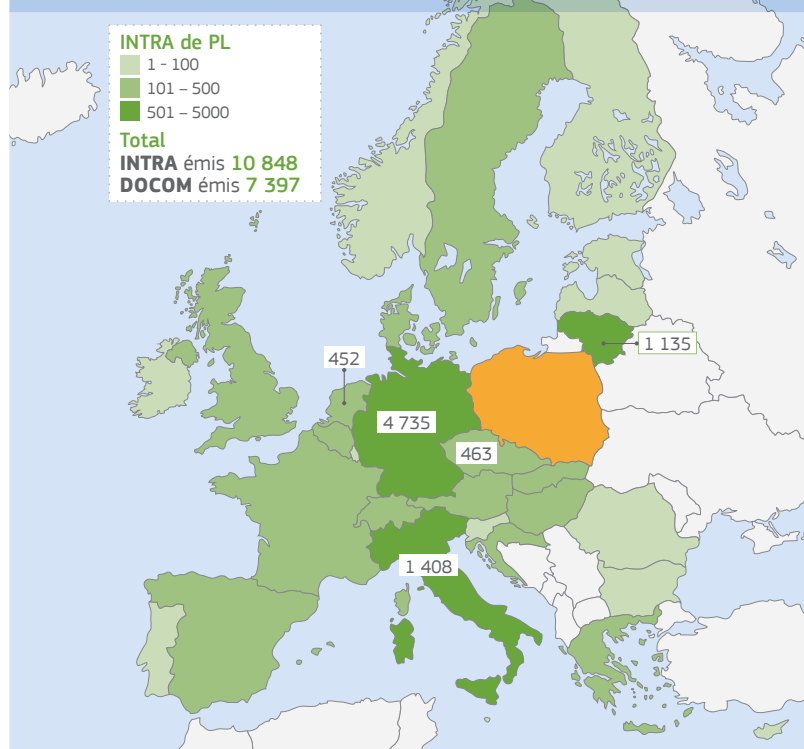 INTRA de PL
1 - 100
101 – 500
501 – 5000
Total
INTRA émis 10 848
DOCOM émis 7 397
1 135
452
4 735
463
1 408